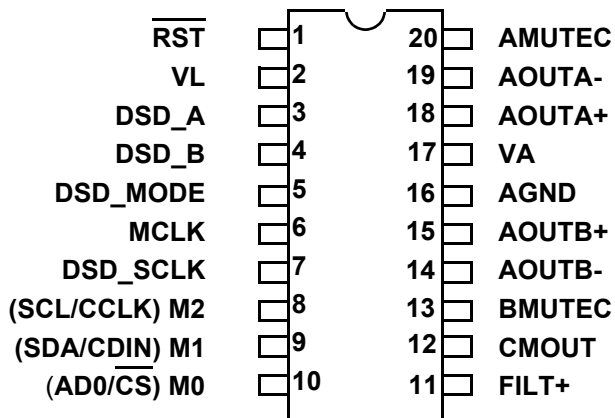 R̅S̅T̅ 1 20 AMUTEC
VL 2 19 AOUTA-
DSD_A 3 18 AOUTA+
DSD_B 4 17 VA
DSD_MODE 5 16 AGND
MCLK 6 15 AOUTB+
DSD_SCLK 7 14 AOUTB-
(SCL/CCLK) M2 8 13 BMUTEC
(SDA/CDIN) M1 9 12 CMOUT
(AD0/C̅S̅) M0 10 11 FILT+